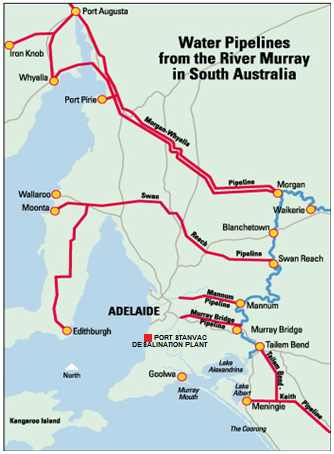 Port Augusta
Water Pipelines
from the River Murray
in South Australia
Iron Knob
Whyalla
Port Pirie
Morgan-Whyalla
Pipeline
Morgan
Wallaroo
Moonta
Swan
Reach
Pipeline
Waikerie
Blanchetown
Swan Reach
Mannum
Pipeline
Mannum
ADELAIDE
Murray Bridge
Pipeline
Murray Bridge
Edithburgh
PORT STANVAC
DESALINATION PLANT
Tailem Bend
North
Goolwa
Lake
Alexandrina
Tailem Bend -
Keith
Pipeline
Murray
Mouth
Lake
Albert
Meningie
Kangaroo Island
The Coorong